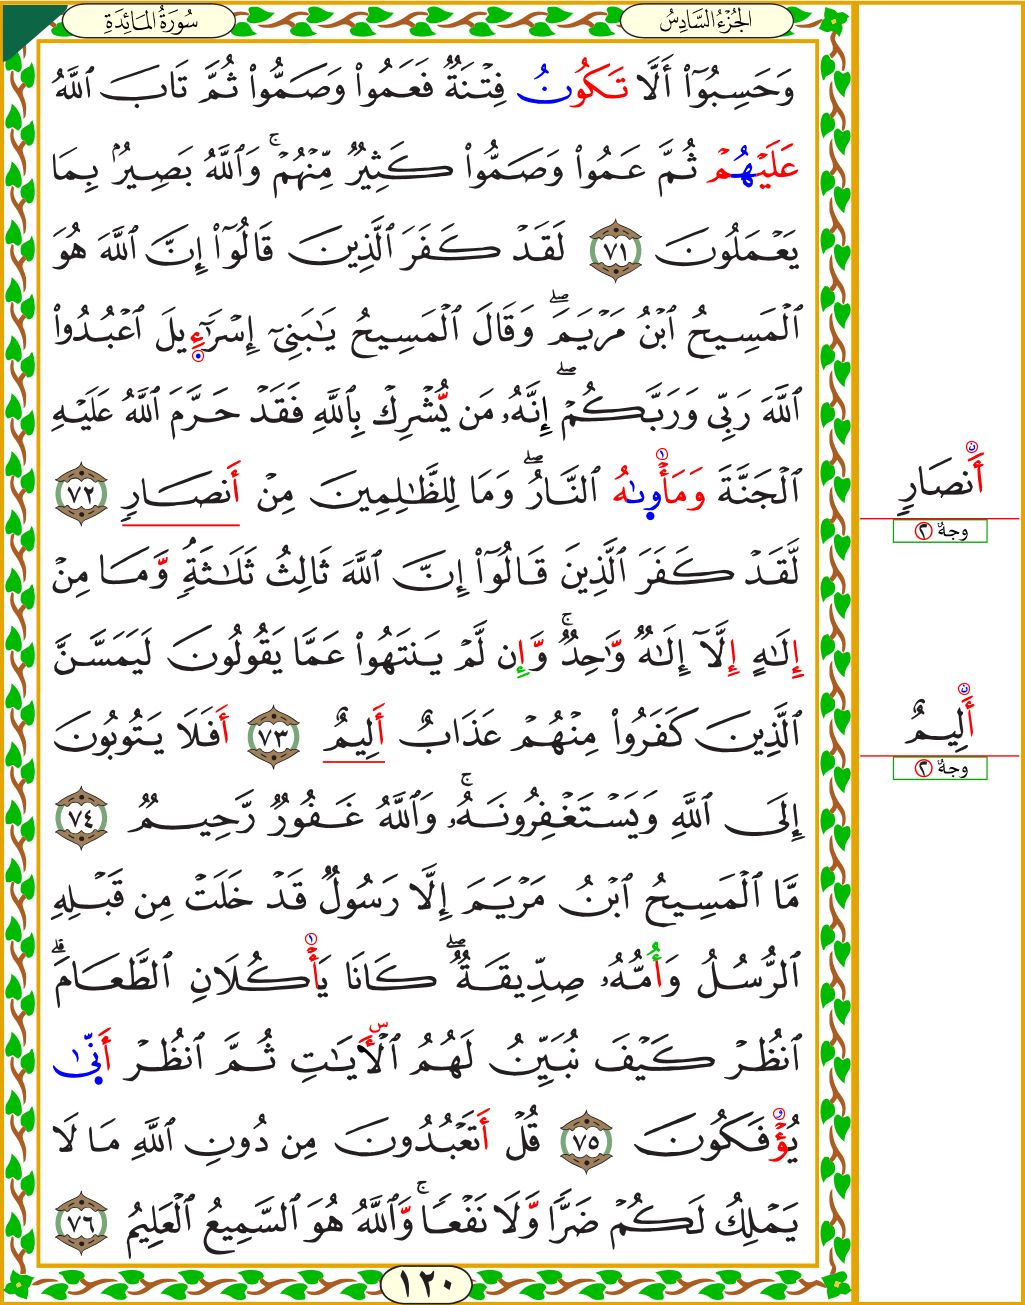 الجُزْءُ السَّادِسُ
سُورَةُ المَائِدَةِ
وَحَسِبُوٓا۟ أَلَّا تَكُونُ فِتْنَةٌ فَعَمُوا۟ وَصَمُّوا۟ ثُمَّ تَابَ ٱللَّهُ
عَلَيْهُمْ ثُمَّ عَمُوا۟ وَصَمُّوا۟ كَثِيرٌ مِّنْهُمْ ۚ وَٱللَّهُ بَصِيرٌۢ بِمَا
يَعْمَلُونَ ٧١ لَقَدْ كَفَرَ ٱلَّذِينَ قَالُوٓا۟ إِنَّ ٱللَّهَ هُوَ
ٱلْمَسِيحُ ٱبْنُ مَرْيَمَ ۖ وَقَالَ ٱلْمَسِيحُ يَـٰبَنِىٓ إِسْرَٰٓءِيلَ ٱعْبُدُوا۟
ٱللَّهَ رَبِّى وَرَبَّكُمْ ۖ إِنَّهُۥ مَن يُّشْرِكْ بِٱللَّهِ فَقَدْ حَرَّمَ ٱللَّهُ عَلَيْهِ
ٱلْجَنَّةَ وَمَأْوىٰهُ ٱلنَّارُ ۖ وَمَا لِلظَّـٰلِمِينَ مِنْ أَنصَارٍ ٧٢
لَّقَدْ كَفَرَ ٱلَّذِينَ قَالُوٓا۟ إِنَّ ٱللَّهَ ثَالِثُ ثَلَـٰثَةٍۘ وَّمَا مِنْ
إِلَـٰهٍ إِلَّآ إِلَـٰهٌ وَّٰحِدٌ ۚ وَّإِن لَّمْ يَنتَهُوا۟ عَمَّا يَقُولُونَ لَيَمَسَّنَّ
ٱلَّذِينَ كَفَرُوا۟ مِنْهُمْ عَذَابٌ أَلِيمٌ ٧٣ أَفَلَا يَتُوبُونَ
إِلَى ٱللَّهِ وَيَسْتَغْفِرُونَهُۥ ۚ وَٱللَّهُ غَفُورٌ رَّحِيمٌ ٧٤
مَّا ٱلْمَسِيحُ ٱبْنُ مَرْيَمَ إِلَّا رَسُولٌ قَدْ خَلَتْ مِن قَبْلِهِ
ٱلرُّسُلُ وَأُمُّهُۥ صِدِّيقَةٌ ۖ كَانَا يَأْكُلَانِ ٱلطَّعَامَ ۗ
ٱنظُرْ كَيْفَ نُبَيِّنُ لَهُمُ ٱلْـَٔايَـٰتِ ثُمَّ ٱنظُرْ أَنّىٰ
يُؤْفَكُونَ ٧٥ قُلْ أَتَعْبُدُونَ مِن دُونِ ٱللَّهِ مَا لَا
يَمْلِكُ لَكُمْ ضَرًّا وَّلَا نَفْعًا ۚ وَّٱللَّهُ هُوَ ٱلسَّمِيعُ ٱلْعَلِيمُ ٧٦
أَنصَارٍ
وجهٌ ٢
أَلِيمٌ
وجهٌ ٢
١٢٠